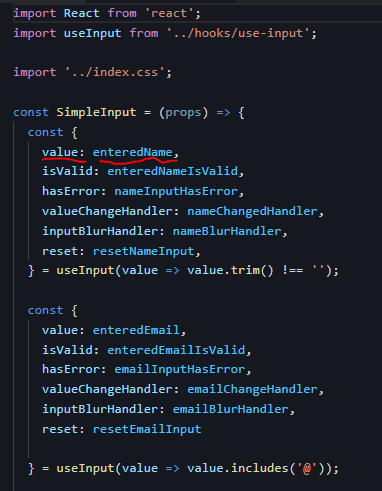 import React from 'react';
import useInput from '../hooks/use-input';
import '../index.css';
const SimpleInput = (props) => {
const {
value: enteredName,
isValid: enteredNameIsValid,
hasError: nameInputHasError,
valueChangeHandler: nameChangedHandler,
inputBlurHandler: nameBlurHandler,
reset: resetNameInput,
} = useInput(value => value.trim() !== '');
const {
value: enteredEmail,
isValid: enteredEmailIsValid,
hasError: emailInputHasError,
valueChangeHandler: emailChangeHandler,
inputBlurHandler: emailBlurHandler,
reset: resetEmailInput
} = useInput(value => value.includes('@'));